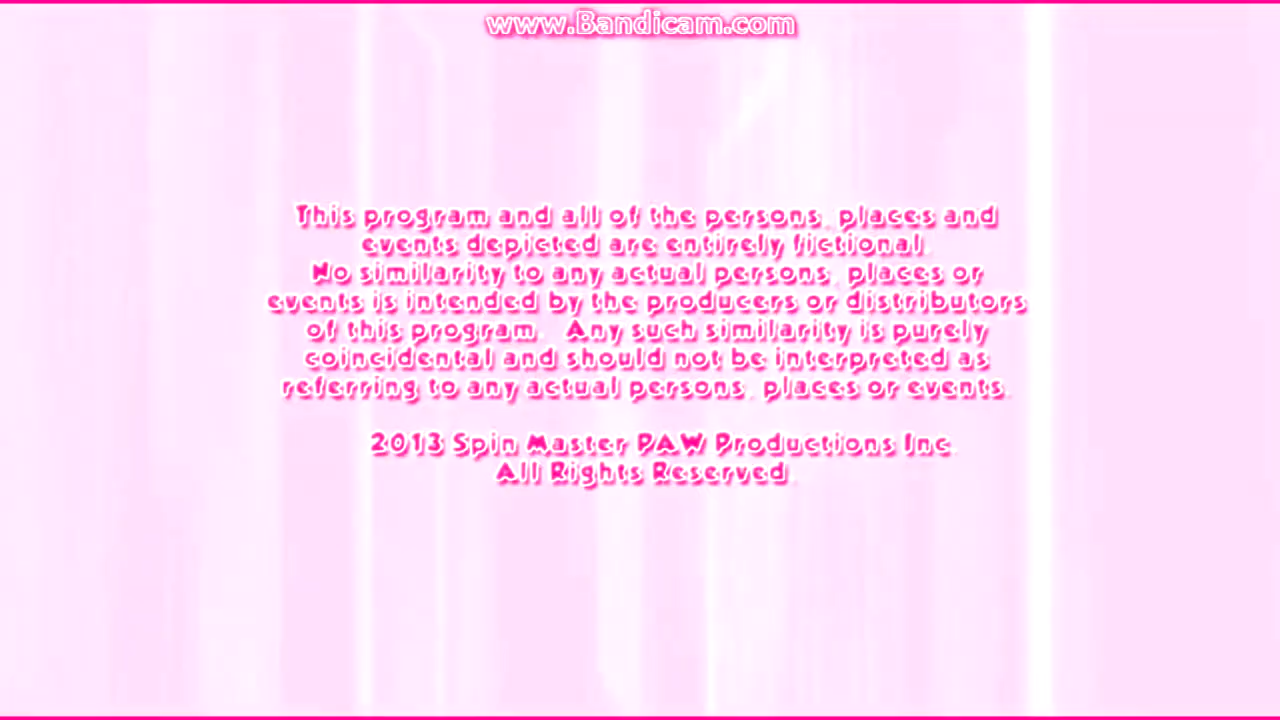 www.Bandicam.com
This program and all of the persons, places and
events depicted are entirely fictional.
No similarity to any actual persons, places or
events is intended by the producers or distributors
of this program. Any such similarity is purely
coincidental and should not be interpreted as
referring to any actual persons, places or events.
2013 Spin Master PAW Productions Inc.
All Rights Reserved.